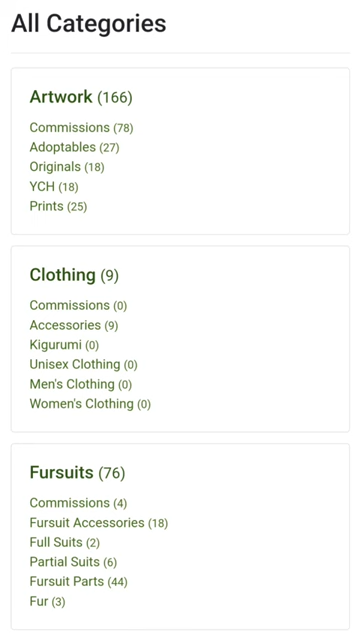 All Categories
Artwork (166)
Commissions (78)
Adoptables (27)
Originals (18)
YCH (18)
Prints (25)
Clothing (9)
Commissions (0)
Accessories (9)
Kigurumi (0)
Unisex Clothing (0)
Men's Clothing (0)
Women's Clothing (0)
Fursuits (76)
Commissions (4)
Fursuit Accessories (18)
Full Suits (2)
Partial Suits (6)
Fursuit Parts (44)
Fur (3)